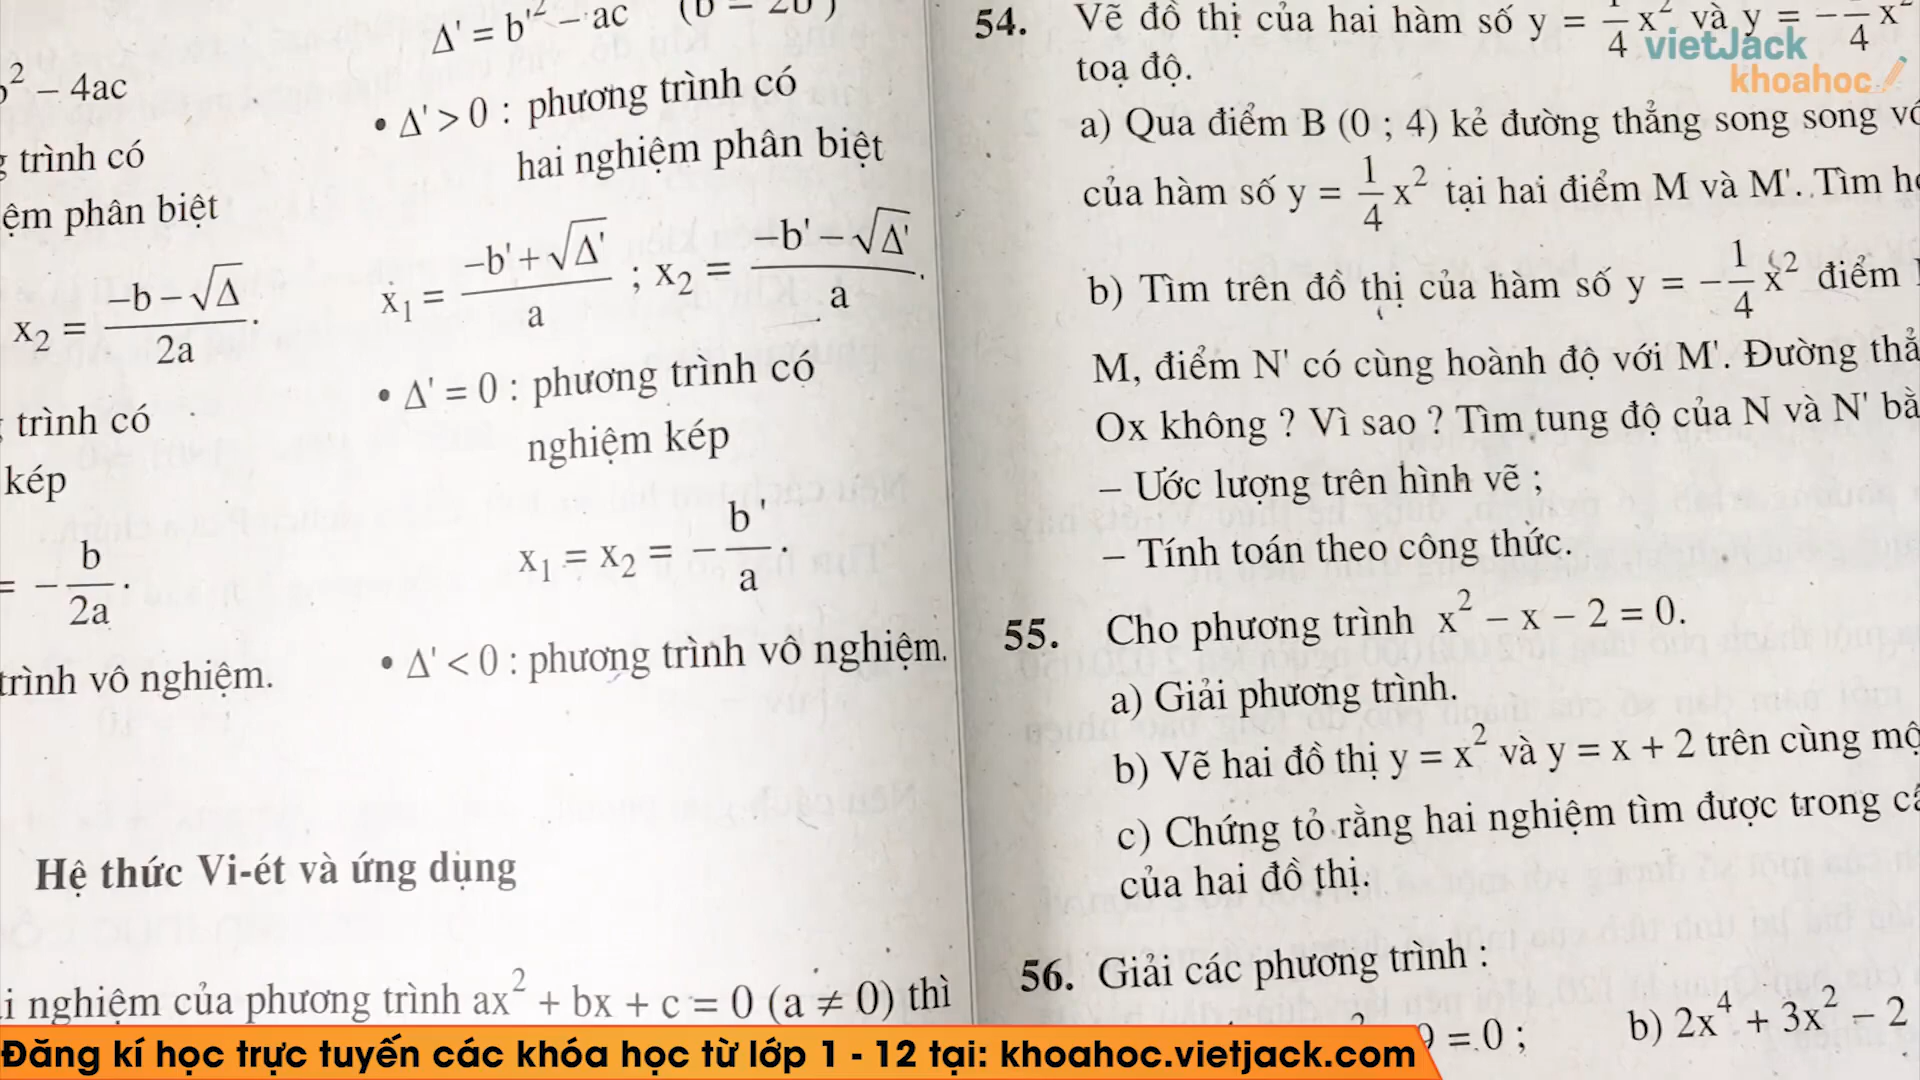 Δ' = b'² – ac
² – 4ac
• Δ' > 0 : phương trình có
hai nghiệm phân biệt
trình có
phân biệt
x₂ = (–b – √Δ)/2a.
x₁ = (–b' + √Δ')/a ; x₂ = (–b' – √Δ')/a.
• Δ' = 0 : phương trình có
nghiệm kép
trình có
kép
x₁ = x₂ = –b'/a.
= –b/2a.
• Δ' < 0 : phương trình vô nghiệm.
trình vô nghiệm.
Hệ thức Vi-ét và ứng dụng
nghiệm của phương trình ax² + bx + c = 0 (a ≠ 0) thì
54. Vẽ đồ thị của hai hàm số y = 1/4 x² và y = –1/4 x²
toạ độ.
a) Qua điểm B (0 ; 4) kẻ đường thẳng song song
của hàm số y = 1/4 x² tại hai điểm M và M'. Tìm
b) Tìm trên đồ thị của hàm số y = –1/4 x² điểm
M, điểm N' có cùng hoành độ với M'. Đường
Ox không ? Vì sao ? Tìm tung độ của N và N'
– Ước lượng trên hình vẽ ;
– Tính toán theo công thức.
55. Cho phương trình x² – x – 2 = 0.
a) Giải phương trình.
b) Vẽ hai đồ thị y = x² và y = x + 2 trên cùng
c) Chứng tỏ rằng hai nghiệm tìm được trong
của hai đồ thị.
56. Giải các phương trình :
= 0 ;
b) 2x⁴ + 3x² – 2
vietJack
khoahoc
Đăng kí học trực tuyến các khóa học từ lớp 1 - 12 tại: khoahoc.vietjack.com